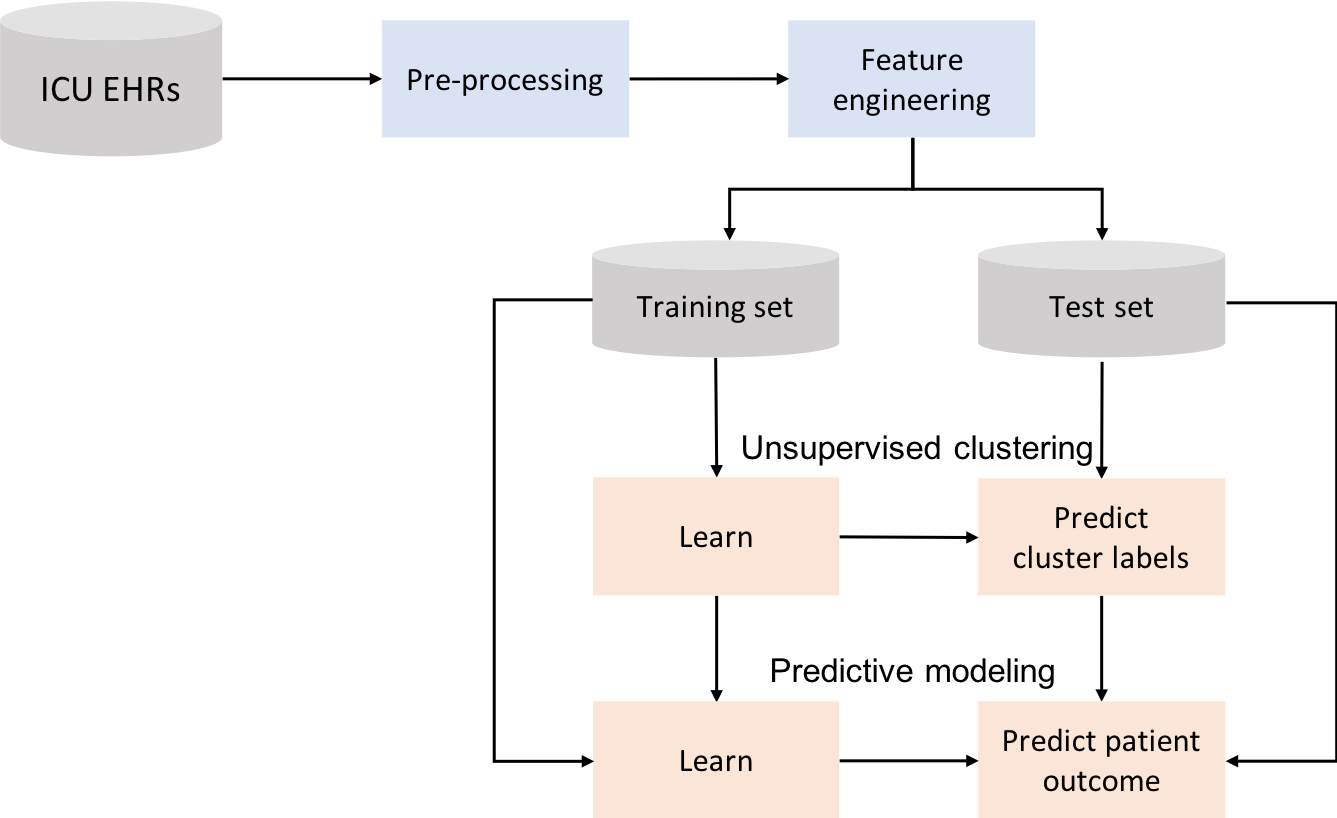 ICU EHRs
Pre-processing
Feature
engineering
Training set
Test set
Unsupervised clustering
Learn
Predict
cluster labels
Predictive modeling
Learn
Predict patient
outcome